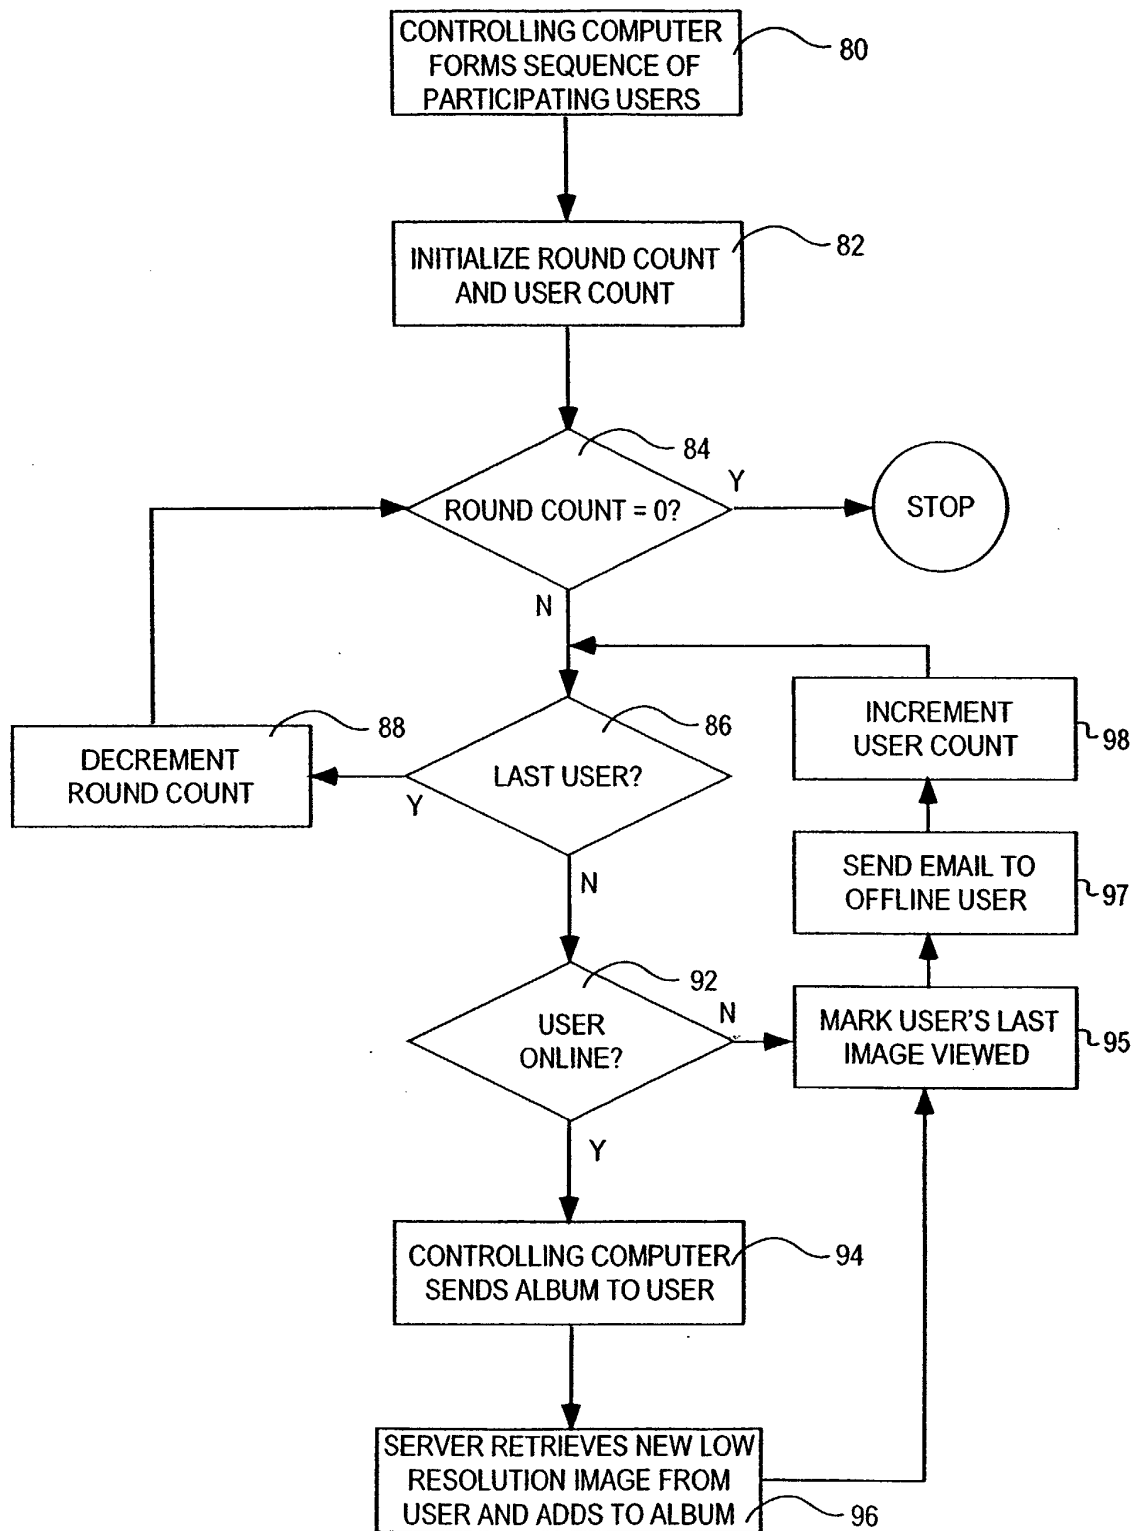 CONTROLLING COMPUTER
FORMS SEQUENCE OF
PARTICIPATING USERS
80
INITIALIZE ROUND COUNT
AND USER COUNT
82
84
ROUND COUNT = 0?
Y
STOP
N
DECREMENT
ROUND COUNT
88
86
LAST USER?
Y
N
INCREMENT
USER COUNT
98
SEND EMAIL TO
OFFLINE USER
97
92
USER
ONLINE?
N
MARK USER'S LAST
IMAGE VIEWED
95
Y
CONTROLLING COMPUTER
SENDS ALBUM TO USER
94
SERVER RETRIEVES NEW LOW
RESOLUTION IMAGE FROM
USER AND ADDS TO ALBUM
96